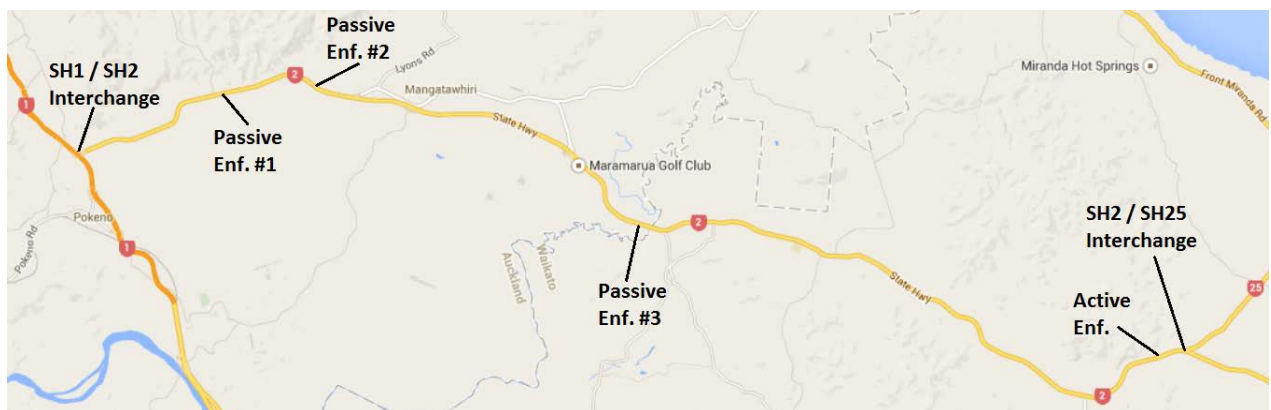 Passive
Enf. #2
SH1 / SH2
Interchange
2
Lyons Rd
Miranda Hot Springs
Front Miranda Rd
1
Mangatawhiri
Passive
Enf. #1
State Hwy
Maramarua Golf Club
Pokeno
Pokeno Rd
1
2
SH2 / SH25
Interchange
Auckland
Waikato
Passive
Enf. #3
State Hwy
25
Active
Enf.
2